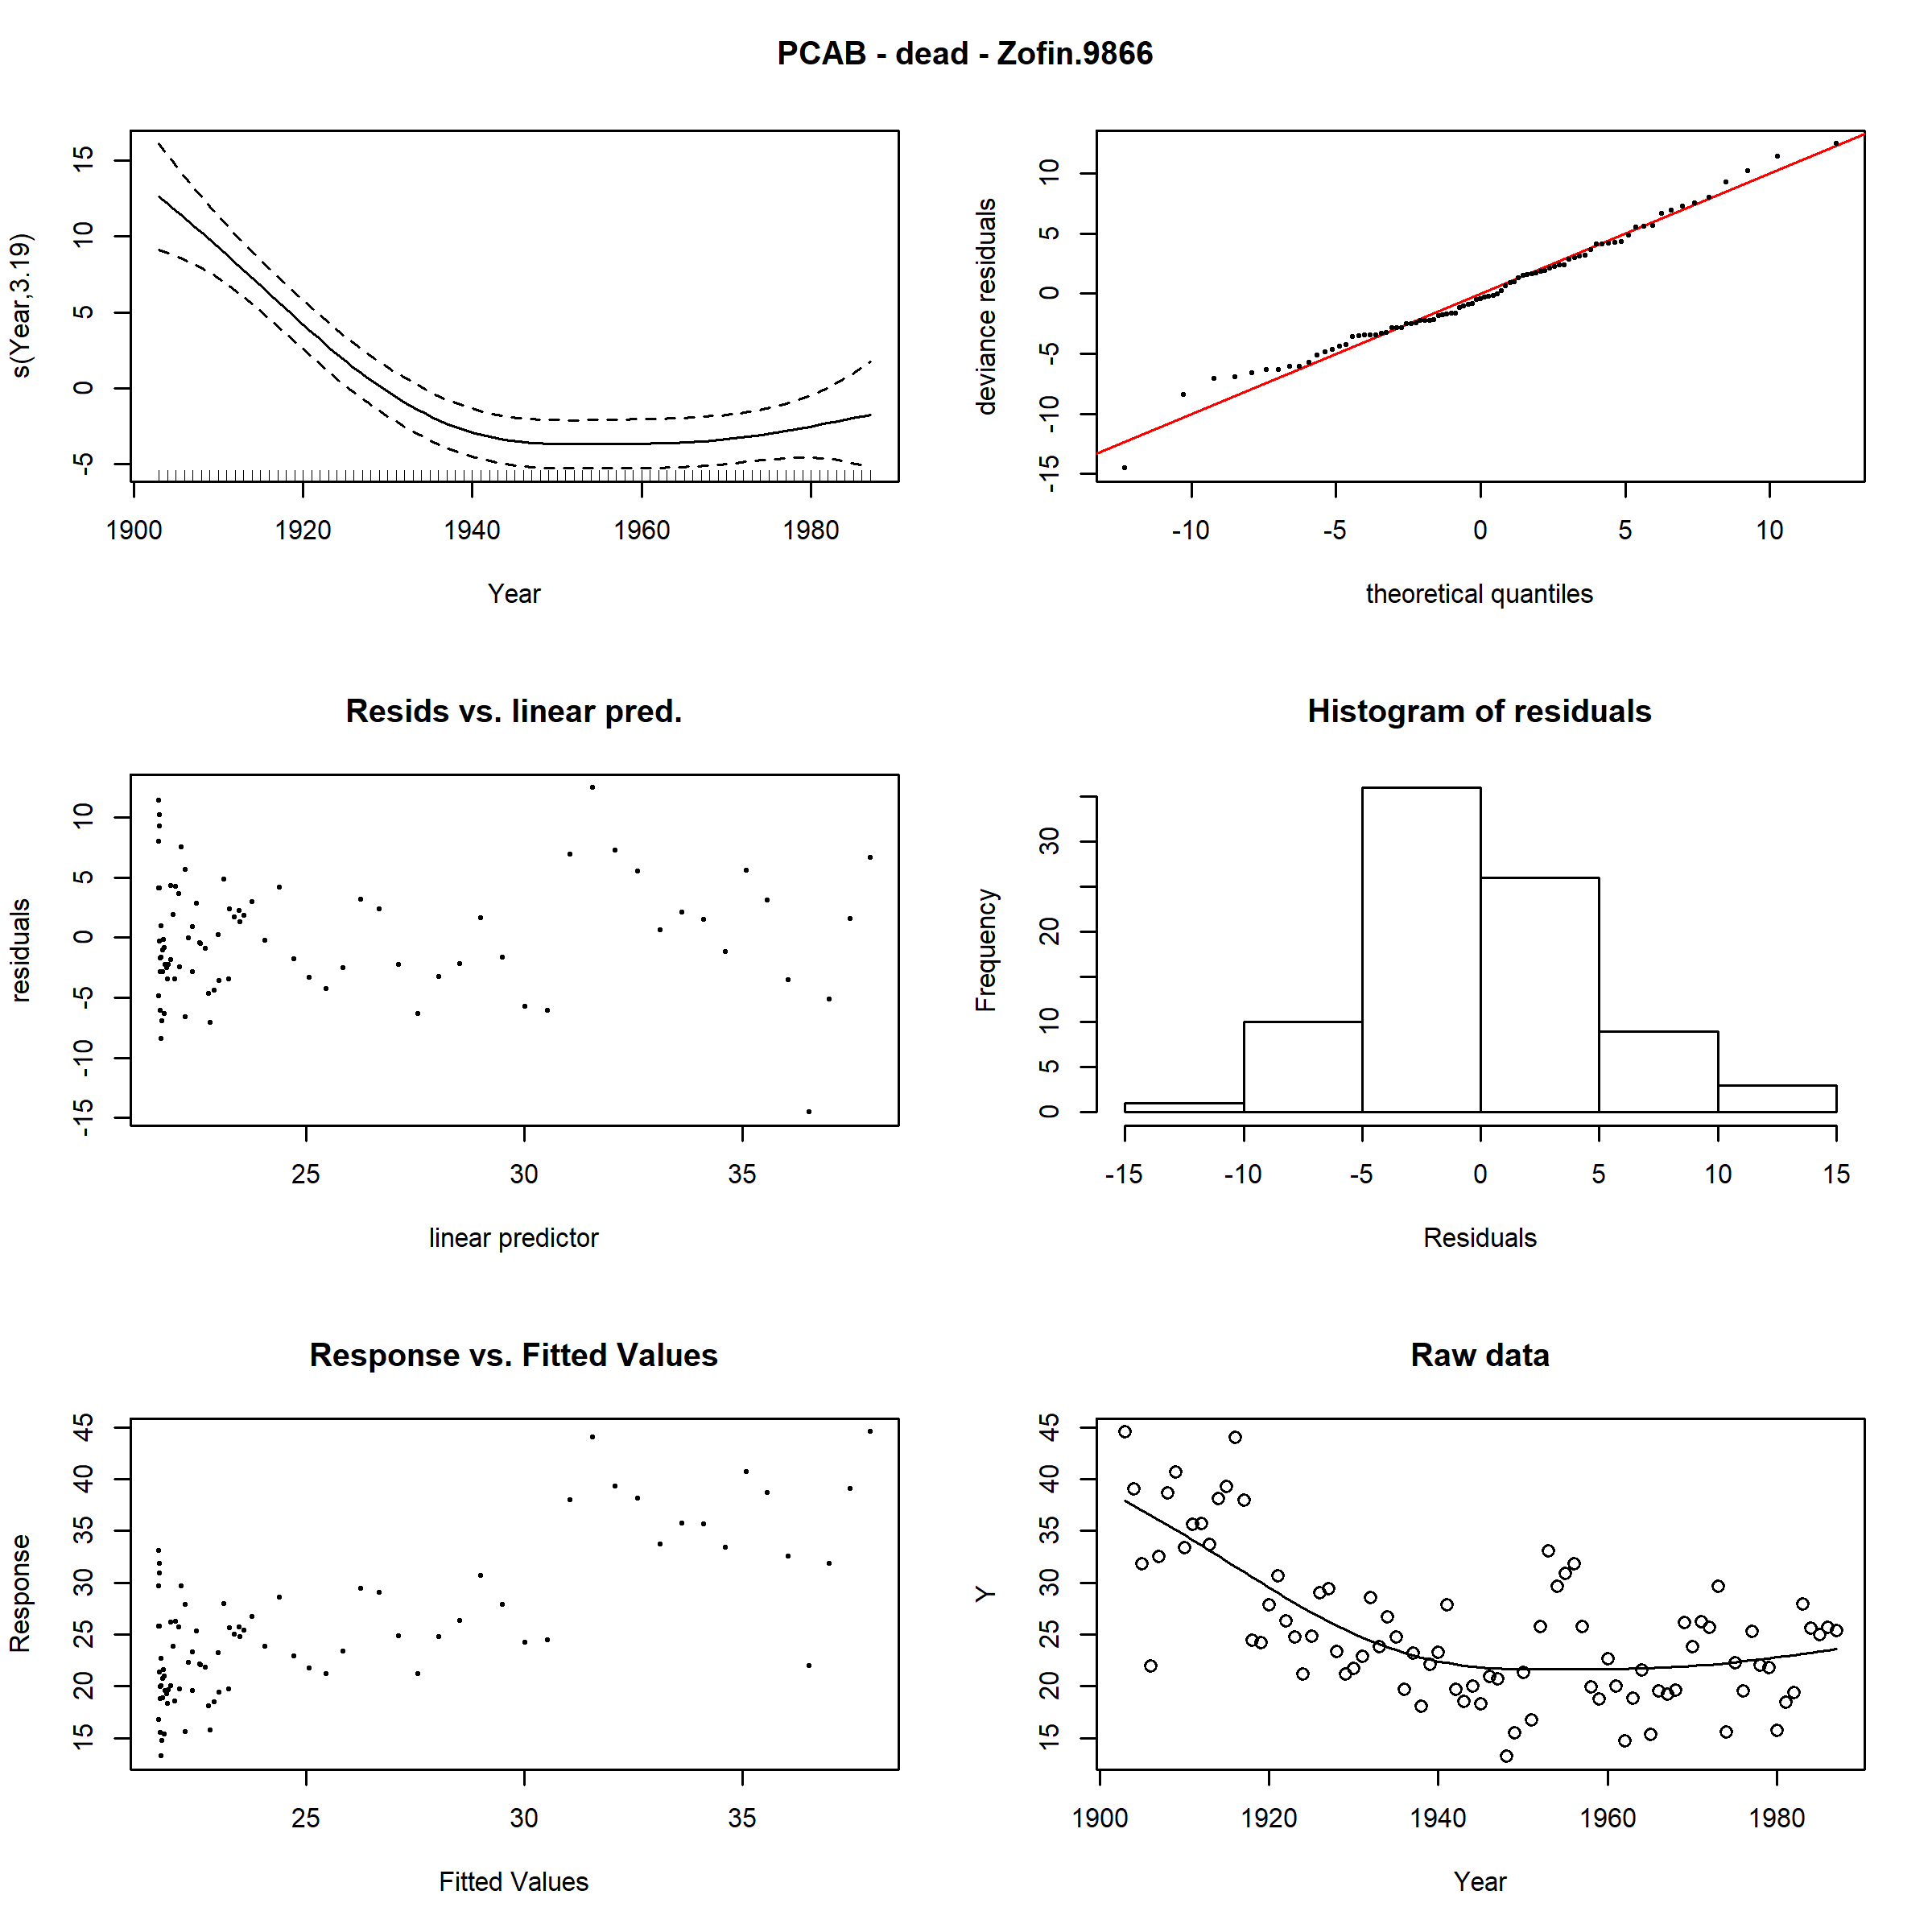 PCAB - dead - Zofin.9866
s(Year,3.19)
15
10
5
0
-5
1900 1920 1940 1960 1980
Year
deviance residuals
10
5
0
-5
-10
-15
-10 -5 0 5 10
theoretical quantiles
Resids vs. linear pred.
residuals
10
5
0
-5
-10
-15
25 30 35
linear predictor
Histogram of residuals
Frequency
30
20
10
5
0
-15 -10 -5 0 5 10 15
Residuals
Response vs. Fitted Values
Response
45
40
35
30
25
20
15
25 30 35
Fitted Values
Raw data
Y
45
40
35
30
25
20
15
1900 1920 1940 1960 1980
Year